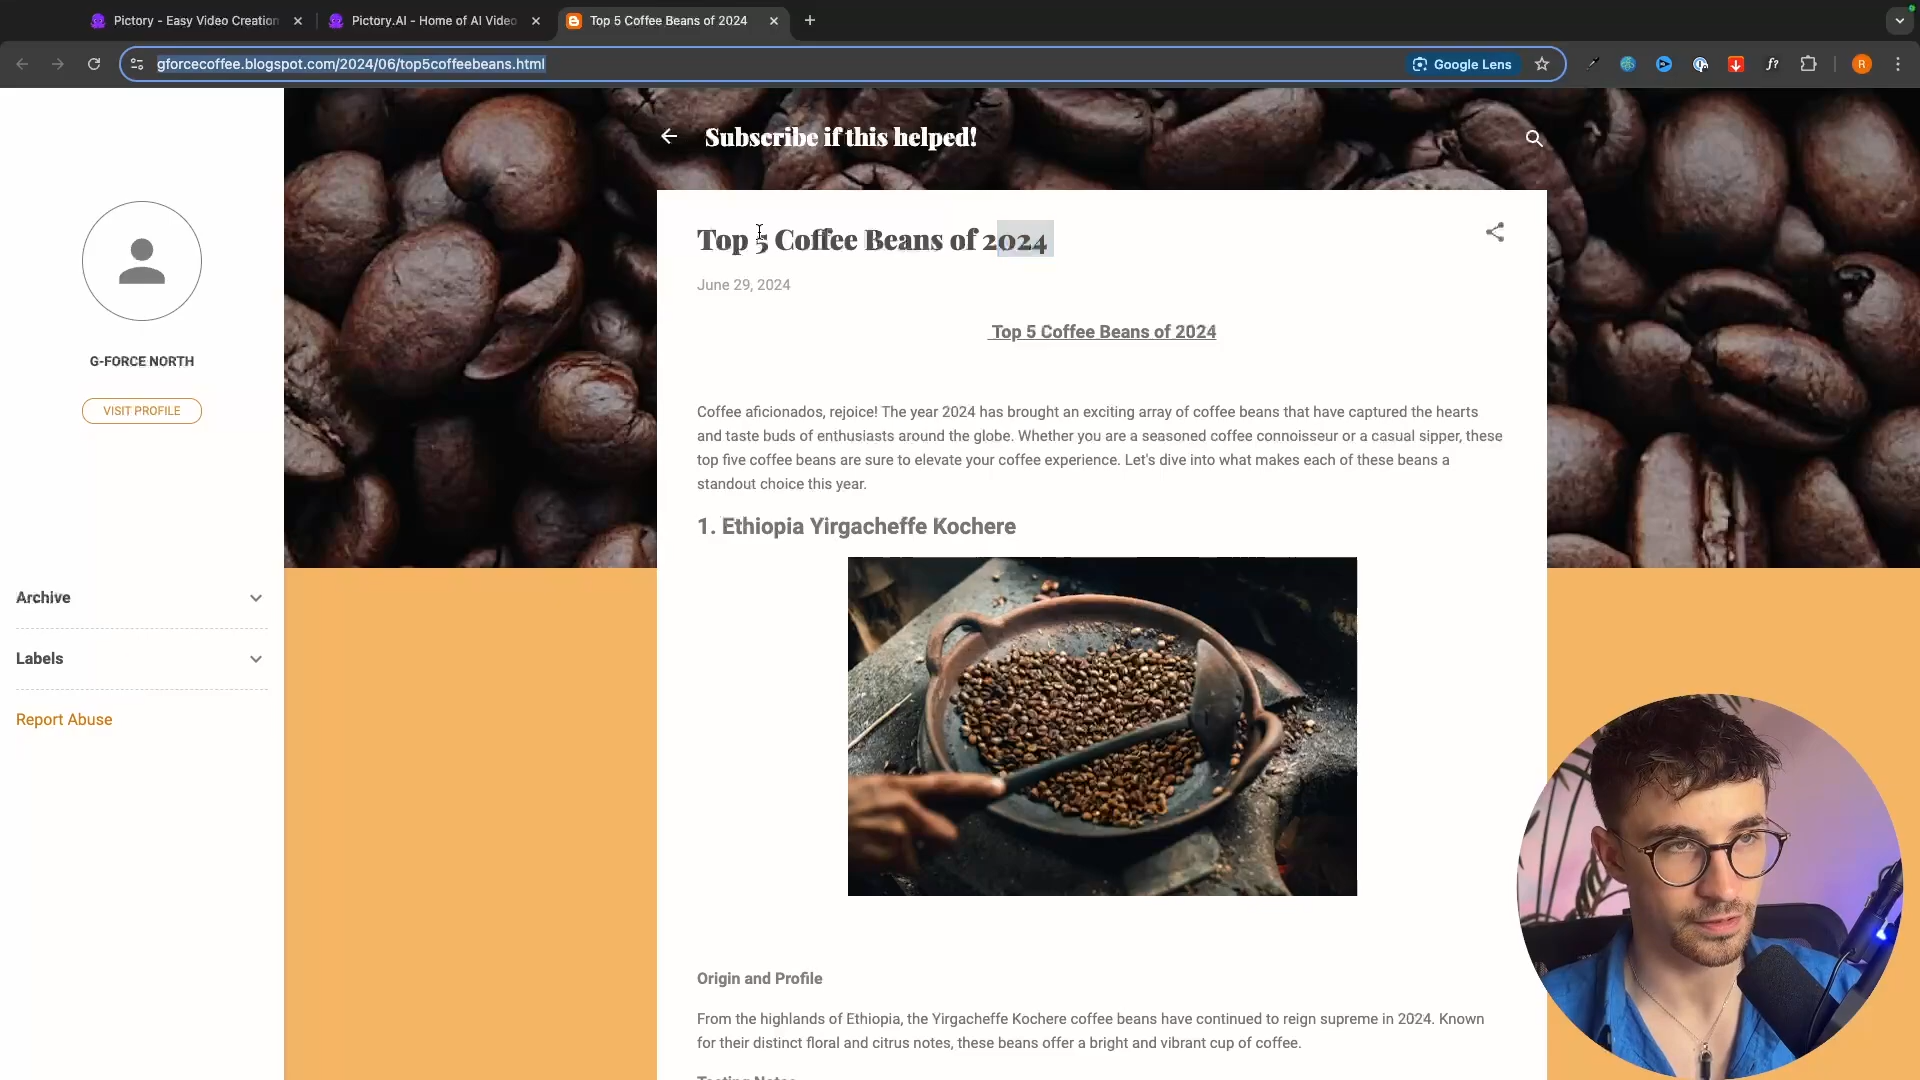 Pictory - Easy Video Creation
Pictory.AI - Home of AI Video
Top 5 Coffee Beans of 2024
gforcecoffee.blogspot.com/2024/06/top5coffeebeans.html
Google Lens
f?
R
Subscribe if this helped!
Top 5 Coffee Beans of 2024
June 29, 2024
Top 5 Coffee Beans of 2024
G-FORCE NORTH
VISIT PROFILE
Coffee aficionados, rejoice! The year 2024 has brought an exciting array of coffee beans that have captured the hearts
and taste buds of enthusiasts around the globe. Whether you are a seasoned coffee connoisseur or a casual sipper, these
top five coffee beans are sure to elevate your coffee experience. Let's dive into what makes each of these beans a
standout choice this year.
1. Ethiopia Yirgacheffe Kochere
Archive
Labels
Report Abuse
Origin and Profile
From the highlands of Ethiopia, the Yirgacheffe Kochere coffee beans have continued to reign supreme in 2024. Known
for their distinct floral and citrus notes, these beans offer a bright and vibrant cup of coffee.
Tasting Notes